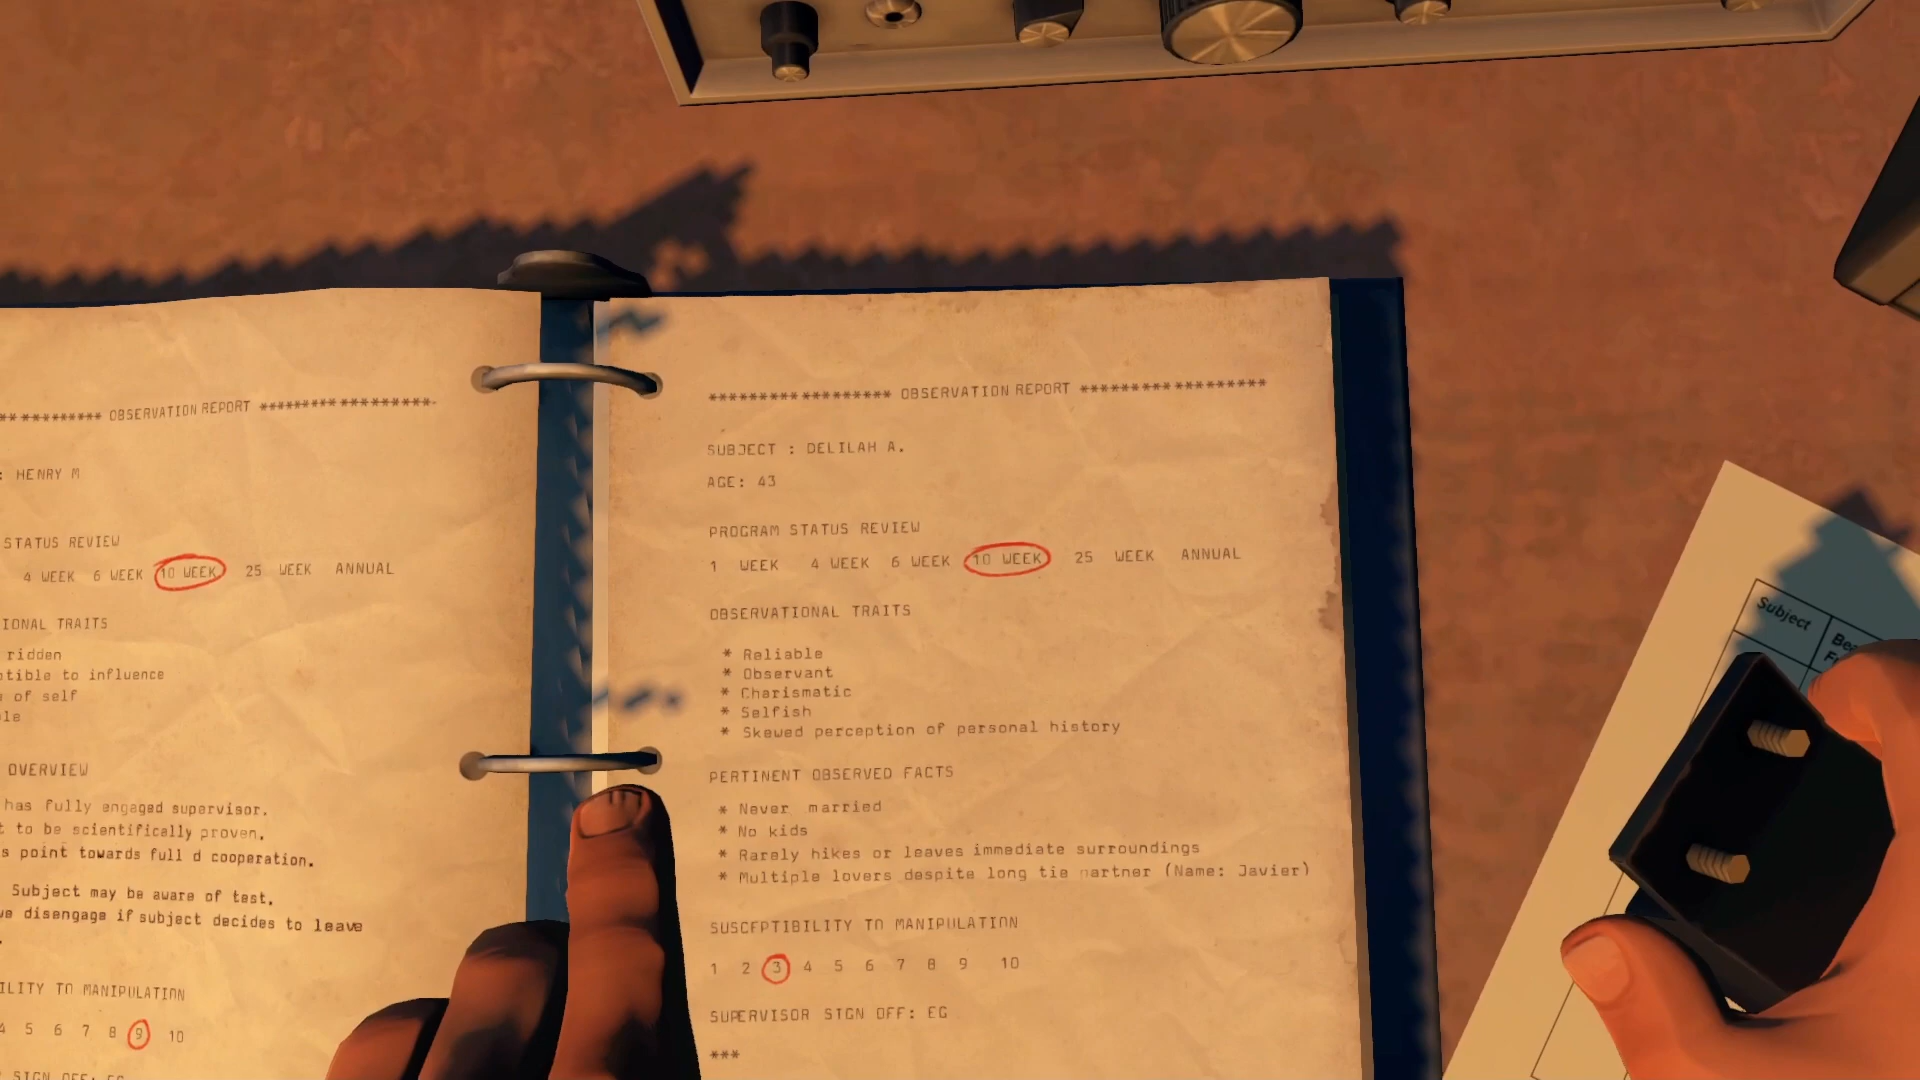 ********* OBSERVATION REPORT ******************
: HENRY M
STATUS REVIEW
4 WEEK 6 WEEK 10 WEEK 25 WEEK ANNUAL
IONAL TRAITS
ridden
tible to influence
of self
le
OVERVIEW
has fully engaged supervisor.
t to be scientifically proven.
s point towards full d cooperation.
Subject may be aware of test.
ve disengage if subject decides to leave
ILITY TO MANIPULATION
4 5 6 7 8 9 10
SIGN OFF: EG
****************** OBSERVATION REPORT ******************
SUBJECT : DELILAH A.
AGE: 43
PROGRAM STATUS REVIEW
1 WEEK 4 WEEK 6 WEEK 10 WEEK 25 WEEK ANNUAL
OBSERVATIONAL TRAITS
* Reliable
* Observant
* Charismatic
* Selfish
* Skewed perception of personal history
PERTINENT OBSERVED FACTS
* Never married
* No kids
* Rarely hikes or leaves immediate surroundings
* Multiple lovers despite long tie partner (Name: Javier)
SUSCEPTIBILITY TO MANIPULATION
1 2 3 4 5 6 7 8 9 10
SUPERVISOR SIGN OFF: EG
***
Subject